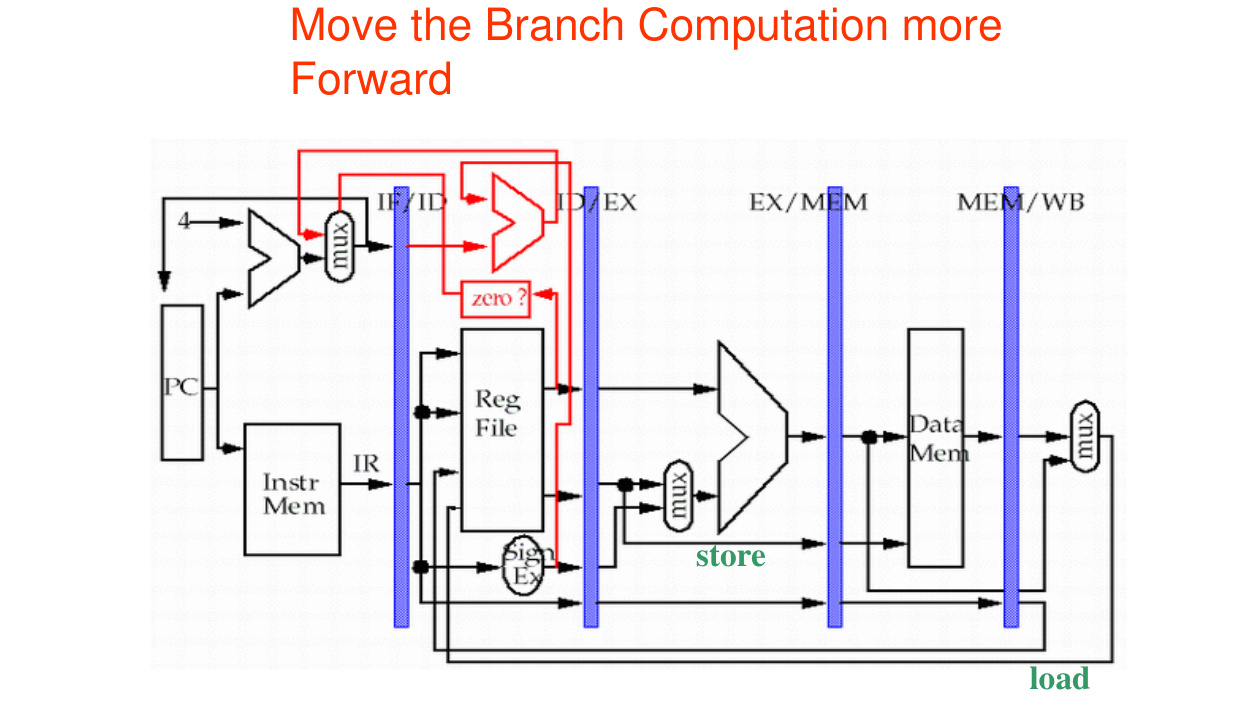 Move the Branch Computation more
Forward
IF/ID
ID/EX
EX/MEM
MEM/WB
4
mux
zero ?
PC
Reg
File
IR
Instr
Mem
mux
Data
Mem
mux
Sign
Ex
store
load